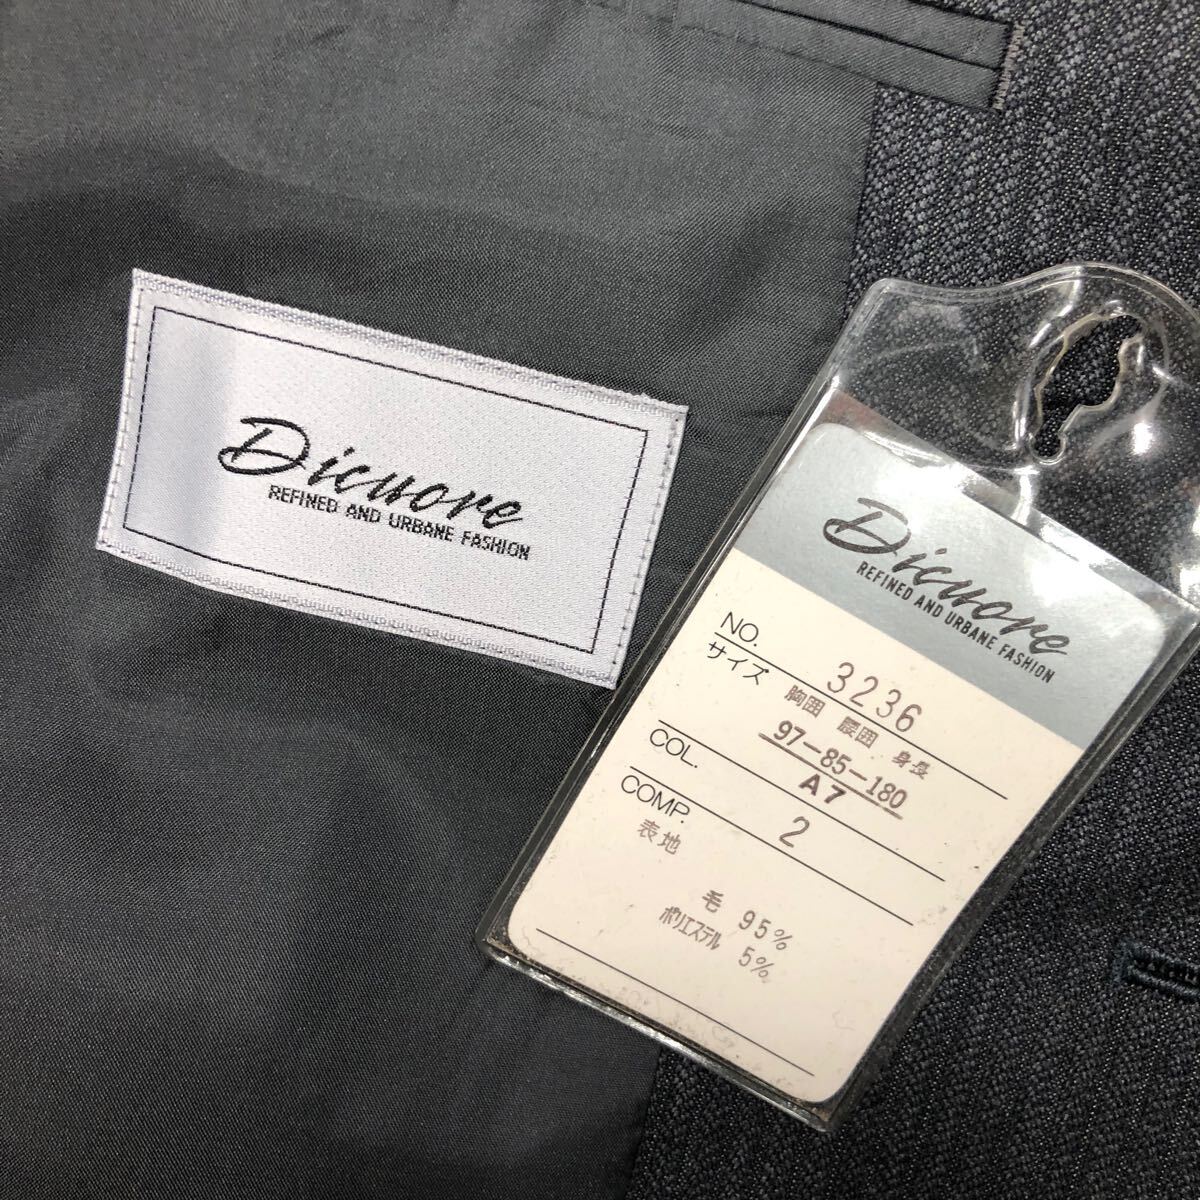 Dicuore
REFINED AND URBANE FASHION
Dicuore
REFINED AND URBANE FASHION
NO. 3236
サイズ 胸囲 腰囲 身長
97-85-180
A7
COL. 2
COMP.
表地
毛 95%
ポリエステル 5%